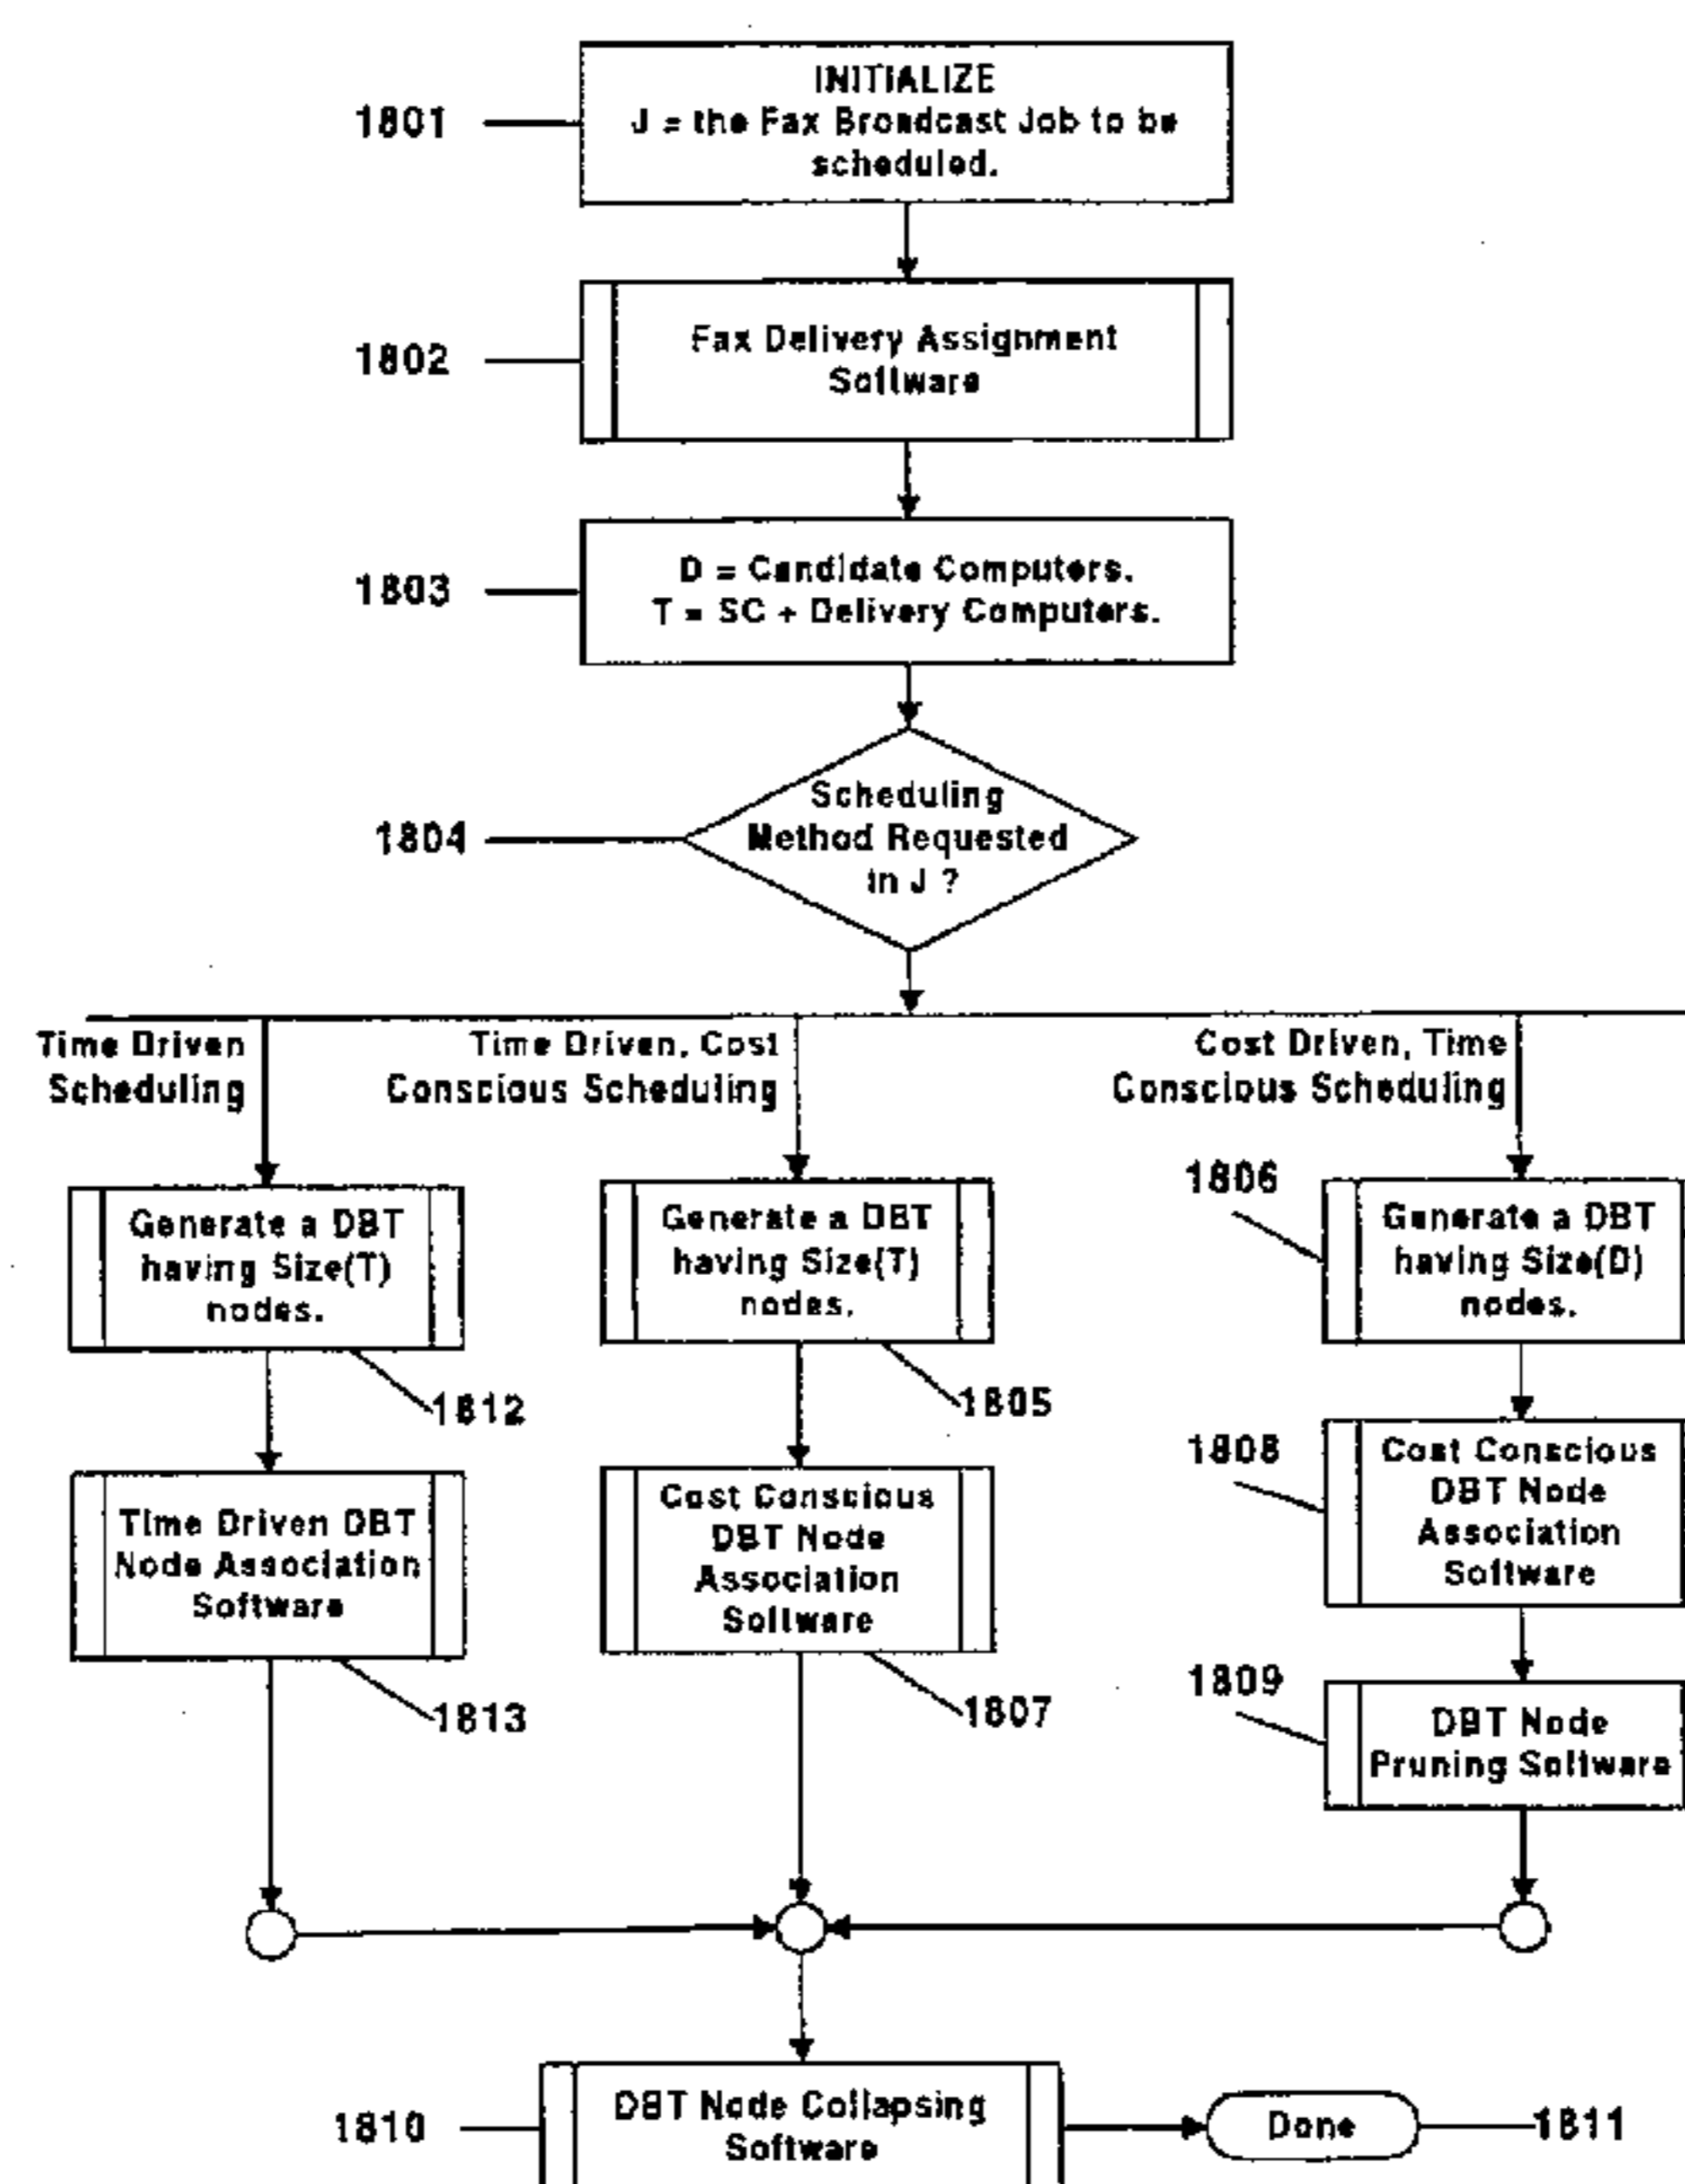 INITIALIZE
J = the Fax Broadcast Job to be
scheduled.
1801
Fax Delivery Assignment
Software
1802
D = Candidate Computers.
T = SC + Delivery Computers.
1803
Scheduling
Method Requested
in J ?
1804
Time Driven
Scheduling
Time Driven, Cost
Conscious Scheduling
Cost Driven, Time
Conscious Scheduling
Generate a DBT
having Size(T)
nodes.
1812
Generate a DBT
having Size(T)
nodes.
1805
1806
Generate a DBT
having Size(D)
nodes.
Time Driven DBT
Node Association
Software
1813
Cost Conscious
DBT Node
Association
Software
1807
1808
Cost Conscious
DBT Node
Association
Software
1809
DBT Node
Pruning Software
1810
DBT Node Collapsing
Software
Done
1811